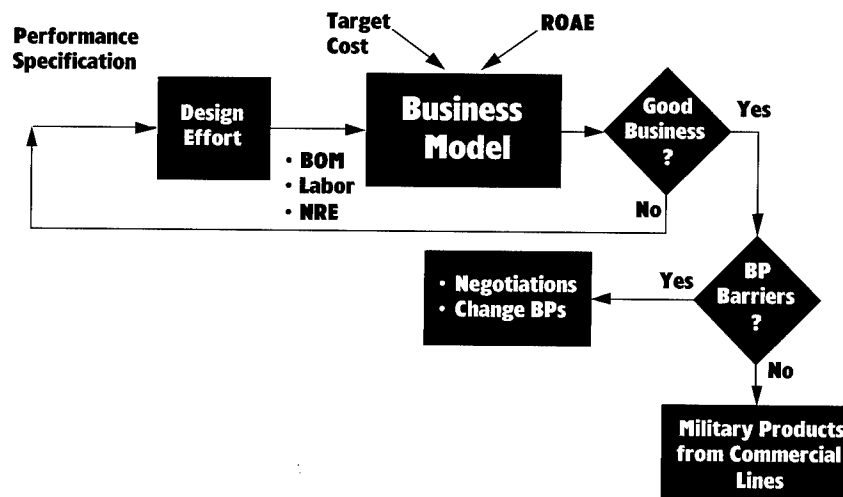 Performance
Specification
Target
Cost
ROAE
Design
Effort
• BOM
• Labor
• NRE
Business
Model
Good
Business
?
Yes
No
BP
Barriers
?
Yes
• Negotiations
• Change BPs
No
Military Products
from Commercial
Lines